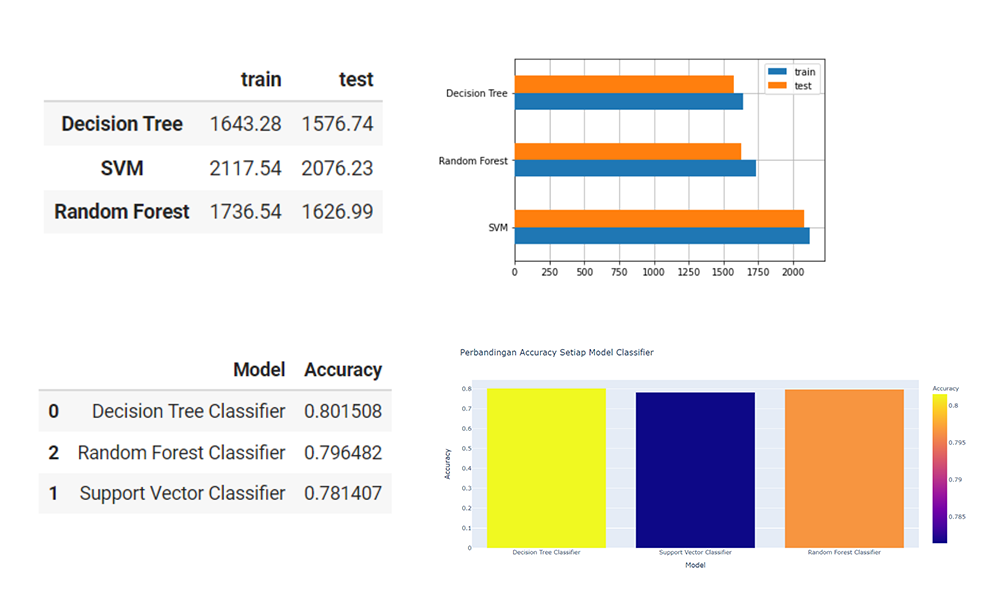 train test
Decision Tree 1643.28 1576.74
SVM 2117.54 2076.23
Random Forest 1736.54 1626.99
train
test
Decision Tree
Random Forest
SVM
0 250 500 750 1000 1250 1500 1750 2000
Model Accuracy
0 Decision Tree Classifier 0.801508
2 Random Forest Classifier 0.796482
1 Support Vector Classifier 0.781407
Perbandingan Accuracy Setiap Model Classifier
Accuracy
0.8
0.7
0.6
0.5
0.4
0.3
0.2
0.1
0
Decision Tree Classifier Support Vector Classifier Random Forest Classifier
Model
Accuracy
0.8
0.795
0.79
0.785